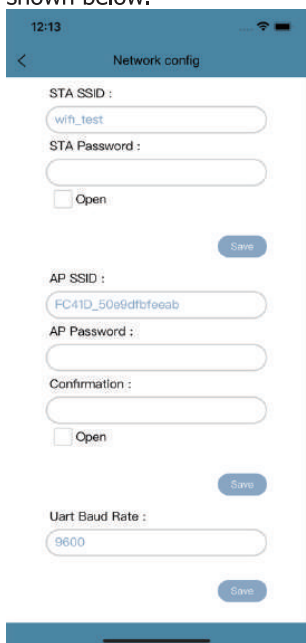 shown below:
12:13
Network config
STA SSID :
wifi_test
STA Password :
Open
Save
AP SSID :
FC41D_50e9dfbfeeab
AP Password :
Confirmation :
Open
Save
Uart Baud Rate :
9600
Save